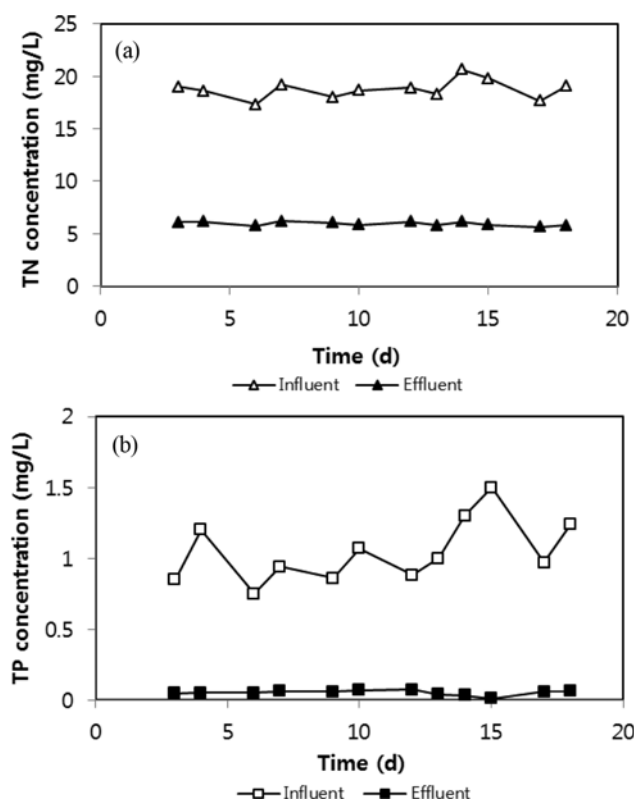 (a)
TN concentration (mg/L)
25
20
15
10
5
0
0 5 10 15 20
Time (d)
Influent Effluent
(b)
TP concentration (mg/L)
2
1.5
1
0.5
0
0 5 10 15 20
Time (d)
Influent Effluent